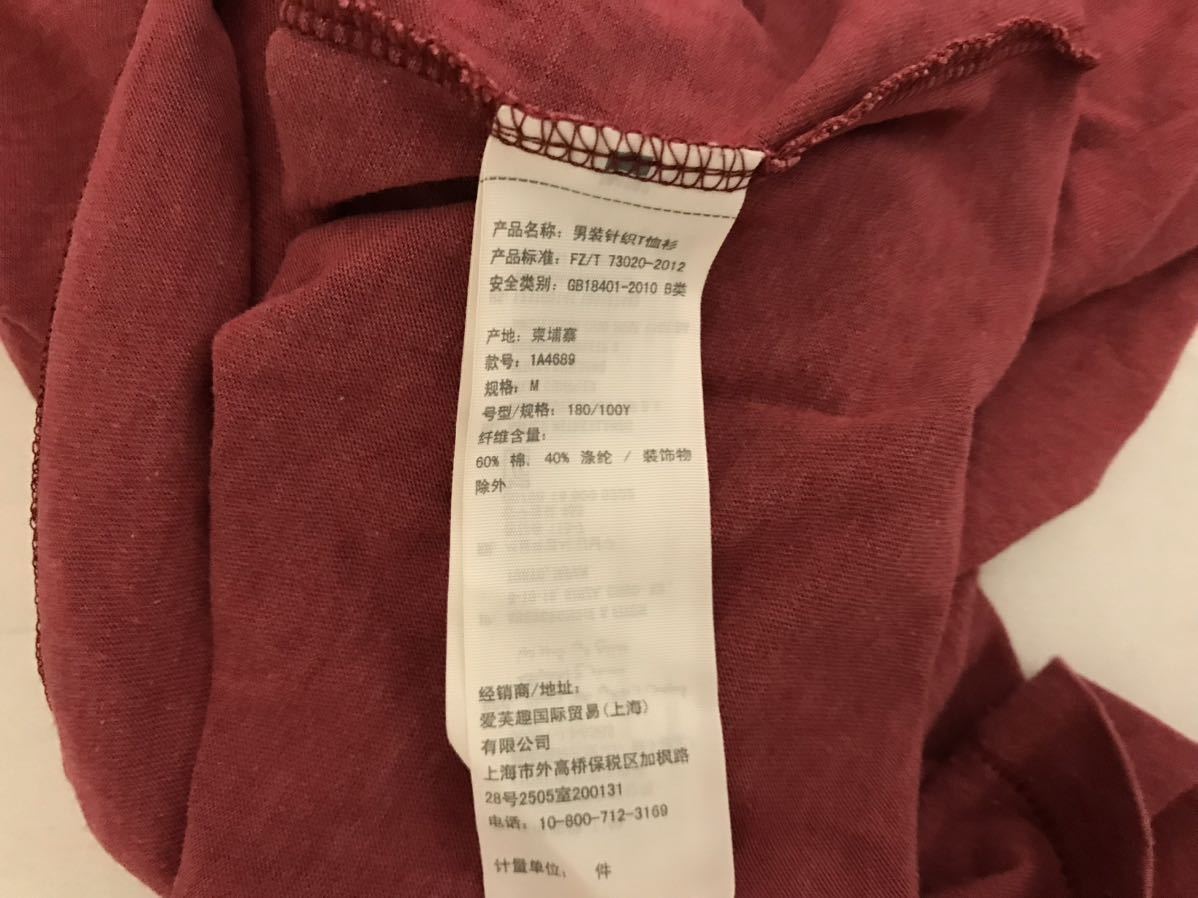 产品名称：男装针织T恤衫
产品标准：FZ/T 73020-2012
安全类别：GB18401-2010 B类
产地：柬埔寨
款号：1A4689
规格：M
号型/规格：180/100Y
纤维含量：
60% 棉，40% 涤纶 / 装饰物
除外
经销商/地址：
爱芙趣国际贸易(上海)
有限公司
上海市外高桥保税区加枫路
28号2505室200131
电话：10-800-712-3169
计量单位： 件